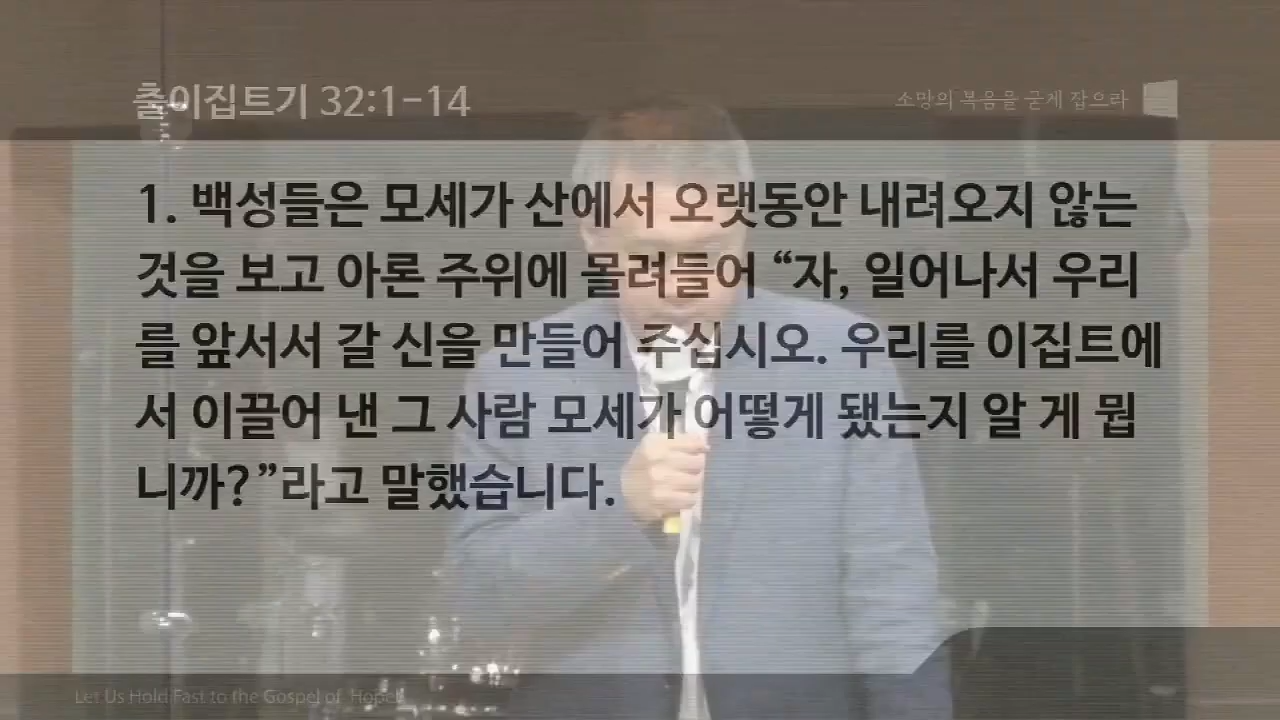 출이집트기 32:1-14
소망의 복음을 굳게 잡으라
1. 백성들은 모세가 산에서 오랫동안 내려오지 않는
것을 보고 아론 주위에 몰려들어 “자, 일어나서 우리
를 앞서서 갈 신을 만들어 주십시오. 우리를 이집트에
서 이끌어 낸 그 사람 모세가 어떻게 됐는지 알 게 뭡
니까?”라고 말했습니다.
Let Us Hold Fast to the Gospel of Hope